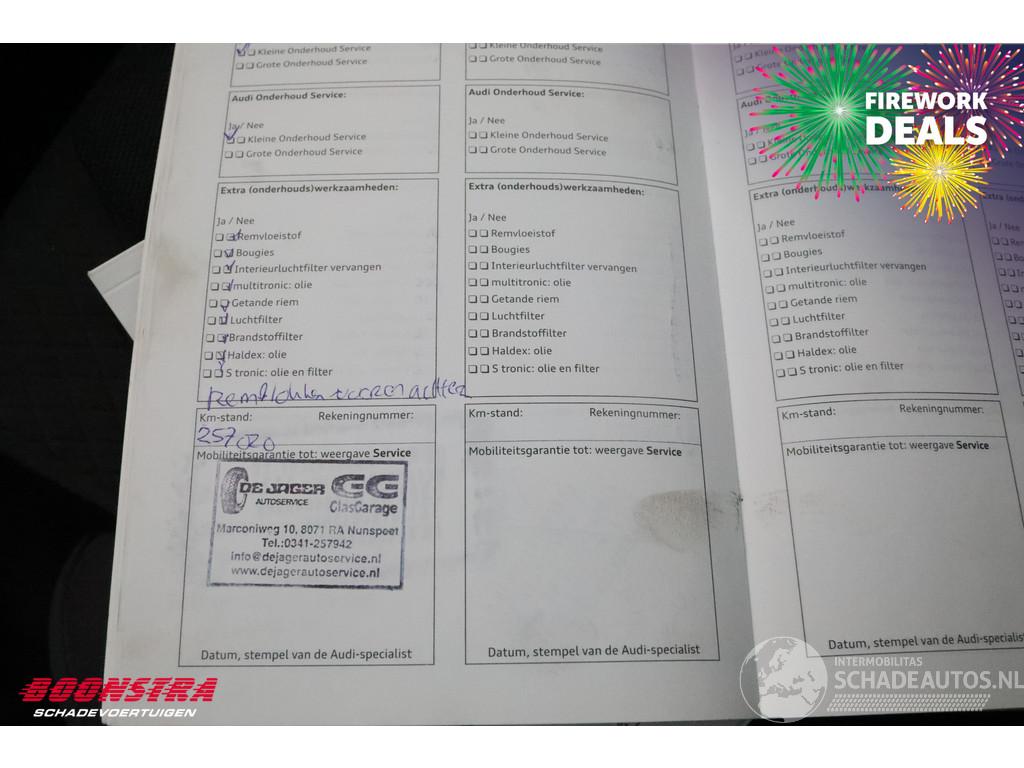 Kleine Onderhoud Service
Grote Onderhoud Service
Audi Onderhoud Service:
Ja / Nee
Kleine Onderhoud Service
Grote Onderhoud Service
Extra (onderhouds)werkzaamheden:
Ja / Nee
Remvloeistof
Bougies
Interieurluchtfilter vervangen
multitronic: olie
Getande riem
Luchtfilter
Brandstoffilter
Haldex: olie
S tronic: olie en filter
Km-stand: Rekeningnummer:
257020
Mobiliteitsgarantie tot: weergave Service
DE JAGER
AUTOSERVICE
GG
ClasGarage
Marconiweg 10, 8071 RA Nunspeet
Tel.:0341-257942
info@dejagerautoservice.nl
www.dejagerautoservice.nl
Datum, stempel van de Audi-specialist
Kleine Onderhoud Service
Grote Onderhoud Service
Audi Onderhoud Service:
Ja / Nee
Kleine Onderhoud Service
Grote Onderhoud Service
Extra (onderhouds)werkzaamheden:
Ja / Nee
Remvloeistof
Bougies
Interieurluchtfilter vervangen
multitronic: olie
Getande riem
Luchtfilter
Brandstoffilter
Haldex: olie
S tronic: olie en filter
Km-stand: Rekeningnummer:
Mobiliteitsgarantie tot: weergave Service
Datum, stempel van de Audi-specialist
Extra (onderhouds)werkzaamhe
Ja / Nee
Remvloeistof
Bougies
Interieurluchtfilter vervangen
multitronic: olie
Getande riem
Luchtfilter
Brandstoffilter
Haldex: olie
S tronic: olie en filter
Km-stand: Rekeningnummer:
Mobiliteitsgarantie tot: weergave Service
Datum, stempel van de Audi-specialist
Ja / Nee
FIREWORK
DEALS
BOONSTRA
SCHADEVOERTUIGEN
INTERMOBILITAS
SCHADEAUTOS.NL